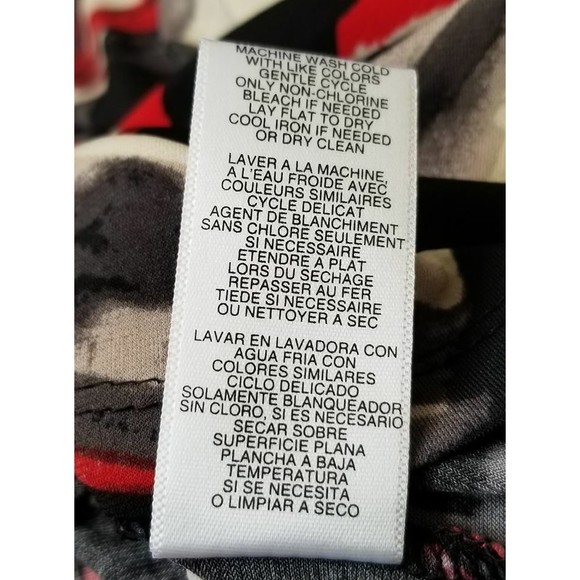 MACHINE WASH COLD
WITH LIKE COLORS
GENTLE CYCLE
ONLY NON-CHLORINE
BLEACH IF NEEDED
LAY FLAT TO DRY
COOL IRON IF NEEDED
OR DRY CLEAN
LAVER A LA MACHINE,
A L'EAU FROIDE AVEC
COULEURS SIMILAIRES
CYCLE DELICAT
AGENT DE BLANCHIMENT
SANS CHLORE SEULEMENT
SI NECESSAIRE
ETENDRE A PLAT
LORS DU SECHAGE
REPASSER AU FER
TIEDE SI NECESSAIRE
OU NETTOYER A SEC
LAVAR EN LAVADORA CON
AGUA FRIA CON
COLORES SIMILARES
CICLO DELICADO
SOLAMENTE BLANQUEADOR
SIN CLORO, SI ES NECESARIO
SECAR SOBRE
SUPERFICIE PLANA
PLANCHA A BAJA
TEMPERATURA
SI SE NECESITA
O LIMPIAR A SECO